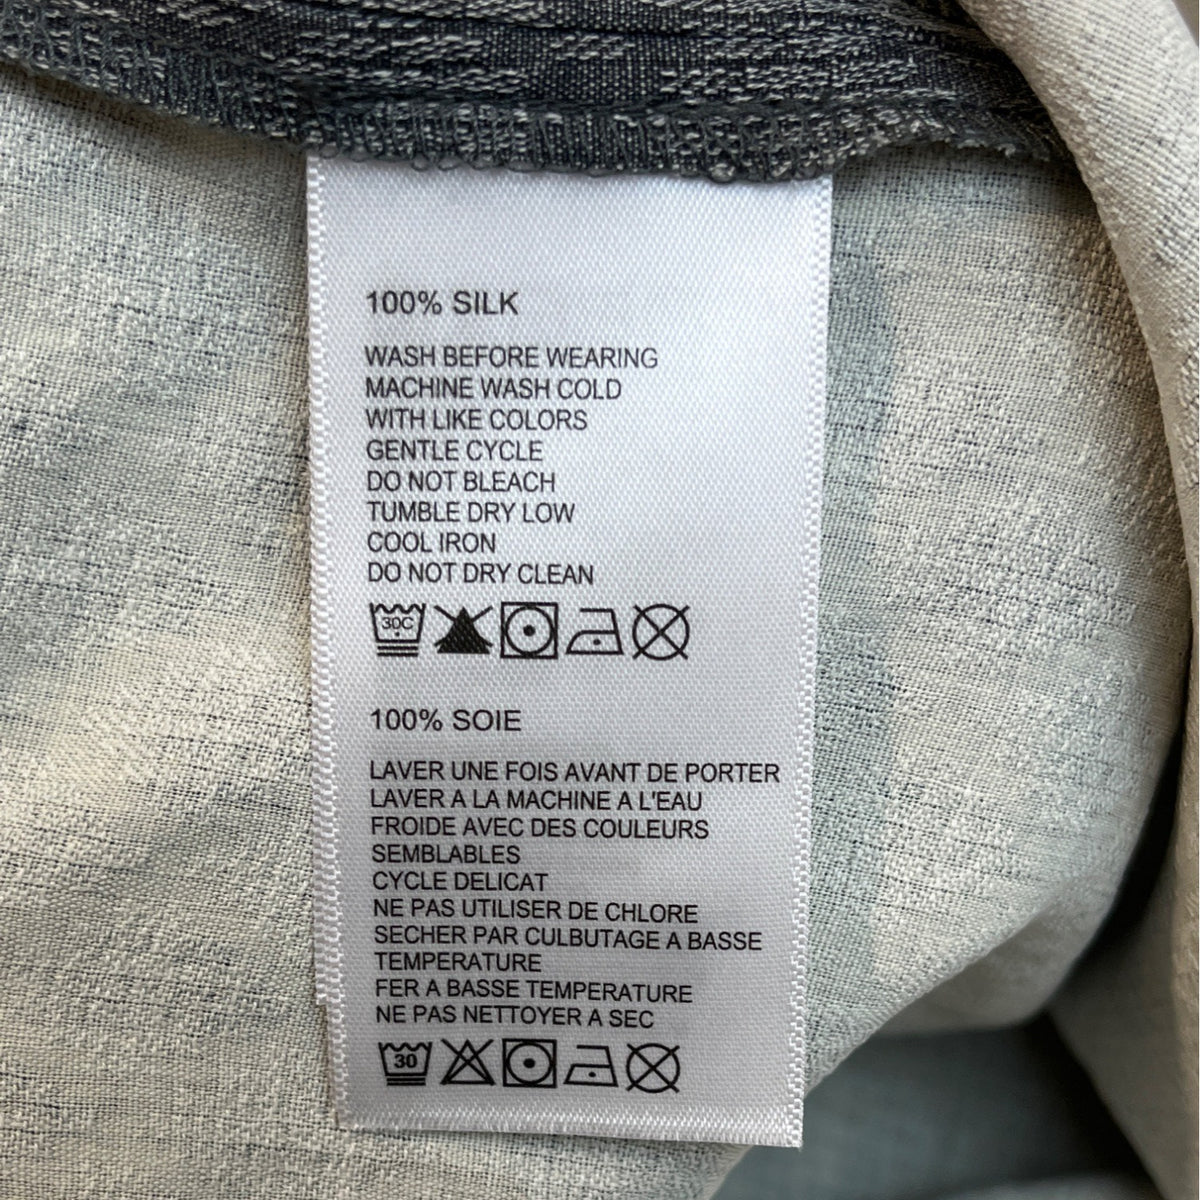 100% SILK
WASH BEFORE WEARING
MACHINE WASH COLD
WITH LIKE COLORS
GENTLE CYCLE
DO NOT BLEACH
TUMBLE DRY LOW
COOL IRON
DO NOT DRY CLEAN
30C
100% SOIE
LAVER UNE FOIS AVANT DE PORTER
LAVER A LA MACHINE A L'EAU
FROIDE AVEC DES COULEURS
SEMBLABLES
CYCLE DELICAT
NE PAS UTILISER DE CHLORE
SECHER PAR CULBUTAGE A BASSE
TEMPERATURE
FER A BASSE TEMPERATURE
NE PAS NETTOYER A SEC
30